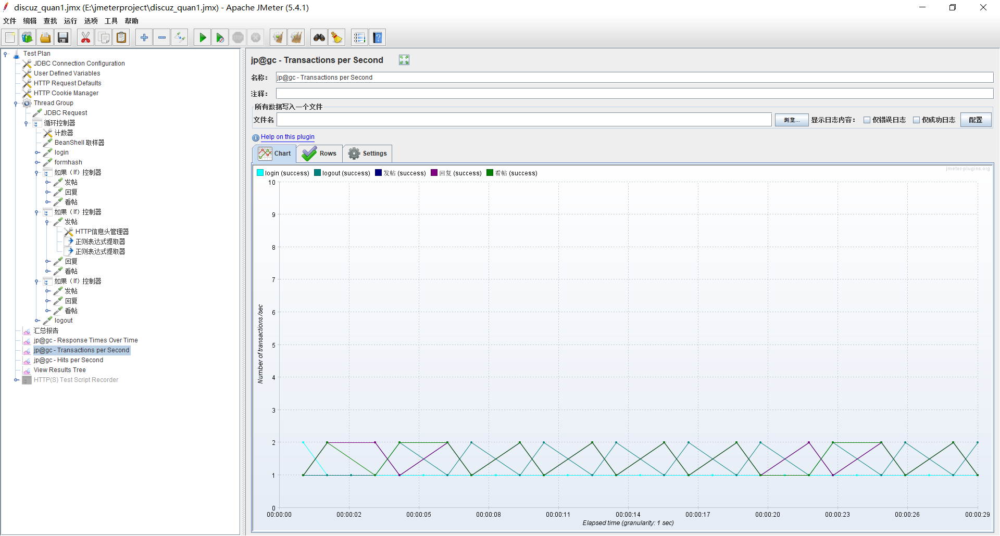 discuz_quan1.jmx (E:\jmeterproject\discuz_quan1.jmx) - Apache JMeter (5.4.1)
文件 编辑 查找 运行 选项 工具 帮助
Test Plan
JDBC Connection Configuration
User Defined Variables
HTTP Request Defaults
HTTP Cookie Manager
Thread Group
JDBC Request
循环控制器
计数器
BeanShell 取样器
login
formhash
如果（If）控制器
发帖
回复
看帖
如果（If）控制器
发帖
HTTP信息头管理器
正则表达式提取器
正则表达式提取器
回复
看帖
如果（If）控制器
发帖
回复
看帖
logout
汇总报告
jp@gc - Response Times Over Time
jp@gc - Transactions per Second
jp@gc - Hits per Second
View Results Tree
HTTP(S) Test Script Recorder
jp@gc - Transactions per Second
名称： jp@gc - Transactions per Second
注释：
所有数据写入一个文件
文件名 浏览... 显示日志内容： 仅错误日志 仅成功日志 配置
Help on this plugin
Chart Rows Settings
login (success) logout (success) 发帖 (success) 回复 (success) 看帖 (success)
jmeter-plugins.org
10
9
8
7
6
5
4
3
2
1
0
Number of transactions /sec
00:00:00 00:00:02 00:00:05 00:00:08 00:00:11 00:00:14 00:00:17 00:00:20 00:00:23 00:00:26 00:00:29
Elapsed time (granularity: 1 sec)